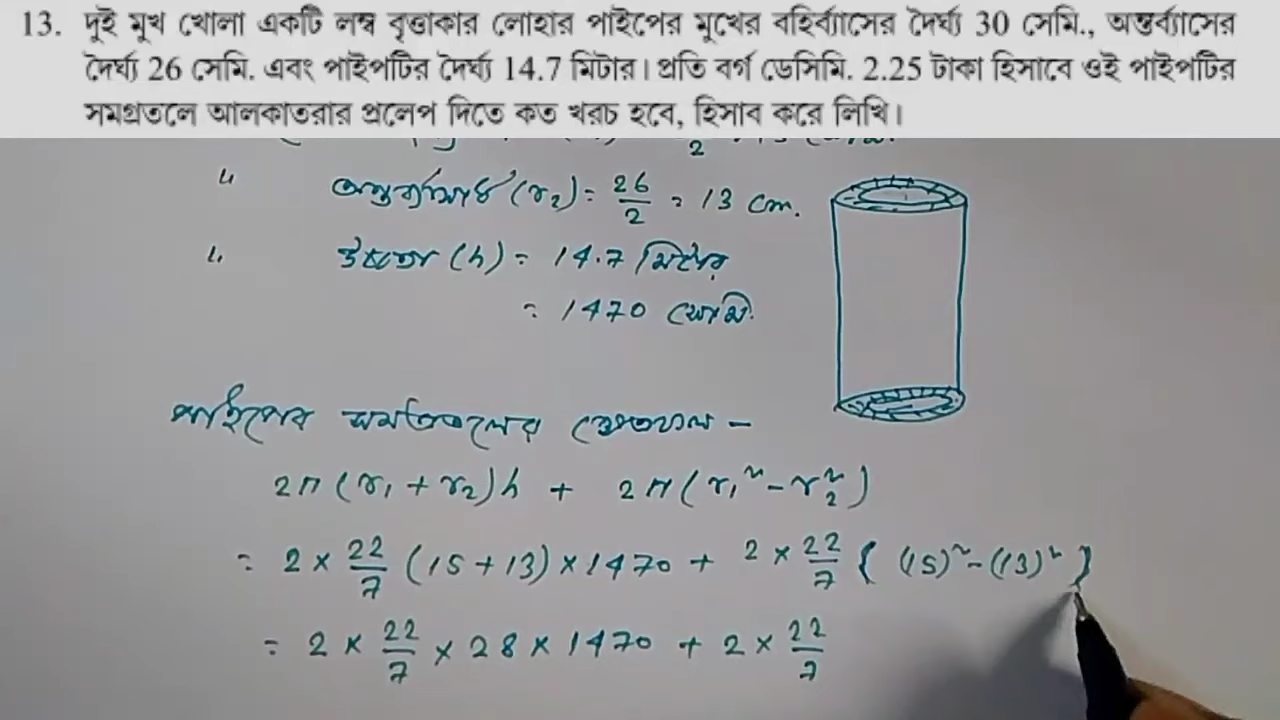 13. দুই মুখ খোলা একটি লম্ব বৃত্তাকার লোহার পাইপের মুখের বহির্ব্যাসের দৈর্ঘ্য 30 সেমি., অন্তর্ব্যাসের
দৈর্ঘ্য 26 সেমি. এবং পাইপটির দৈর্ঘ্য 14.7 মিটার। প্রতি বর্গ ডেসিমি. 2.25 টাকা হিসাবে ওই পাইপটির
সমগ্রতলে আলকাতরার প্রলেপ দিতে কত খরচ হবে, হিসাব করে লিখি।
" অন্তর্ব্যাসার্ধ (r₂) = 26/2 = 13 cm.
" উচ্চতা (h) = 14.7 মিটার
= 1470 সেমি.
পাইপের সমগ্রতলের ক্ষেত্রফল -
2π(r₁ + r₂)h + 2π(r₁² - r₂²)
= 2 × 22/7 (15 + 13) × 1470 + 2 × 22/7 { (15)² - (13)² }
= 2 × 22/7 × 28 × 1470 + 2 × 22/7